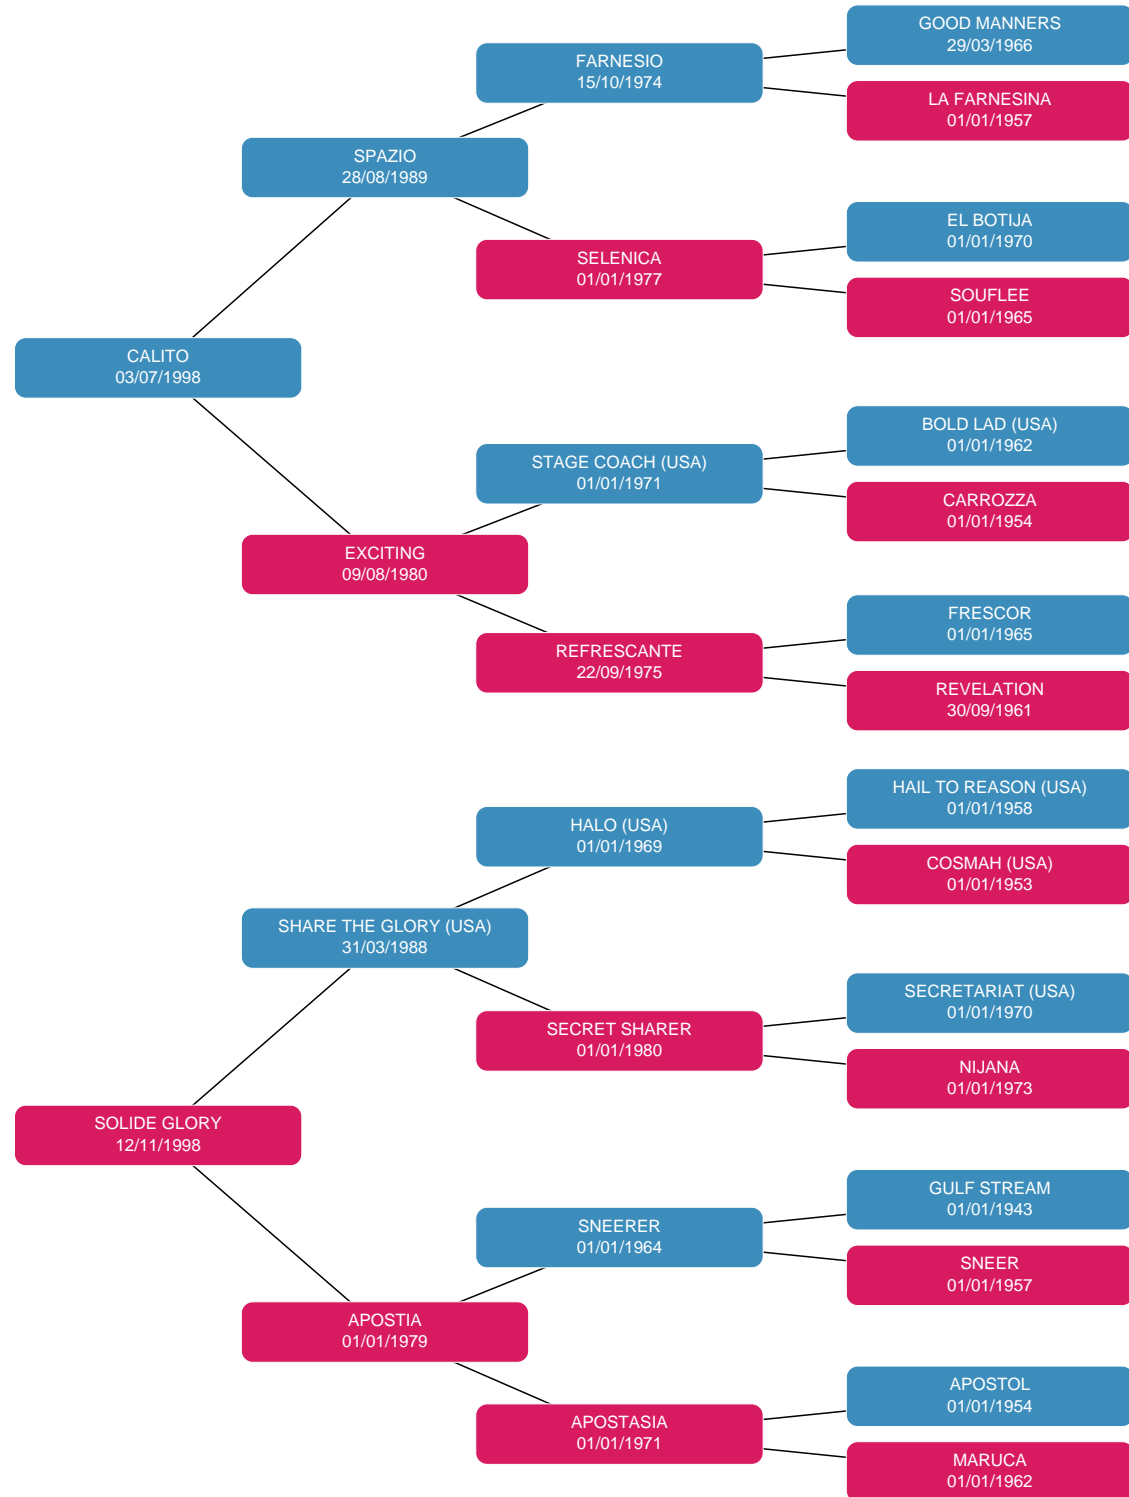 GOOD MANNERS
29/03/1966
FARNESIO
15/10/1974
LA FARNESINA
01/01/1957
SPAZIO
28/08/1989
EL BOTIJA
01/01/1970
SELENICA
01/01/1977
SOUFLEE
01/01/1965
CALITO
03/07/1998
BOLD LAD (USA)
01/01/1962
STAGE COACH (USA)
01/01/1971
CARROZZA
01/01/1954
EXCITING
09/08/1980
FRESCOR
01/01/1965
REFRESCANTE
22/09/1975
REVELATION
30/09/1961
HAIL TO REASON (USA)
01/01/1958
HALO (USA)
01/01/1969
COSMAH (USA)
01/01/1953
SHARE THE GLORY (USA)
31/03/1988
SECRETARIAT (USA)
01/01/1970
SECRET SHARER
01/01/1980
NIJANA
01/01/1973
SOLIDE GLORY
12/11/1998
GULF STREAM
01/01/1943
SNEERER
01/01/1964
SNEER
01/01/1957
APOSTIA
01/01/1979
APOSTOL
01/01/1954
APOSTASIA
01/01/1971
MARUCA
01/01/1962